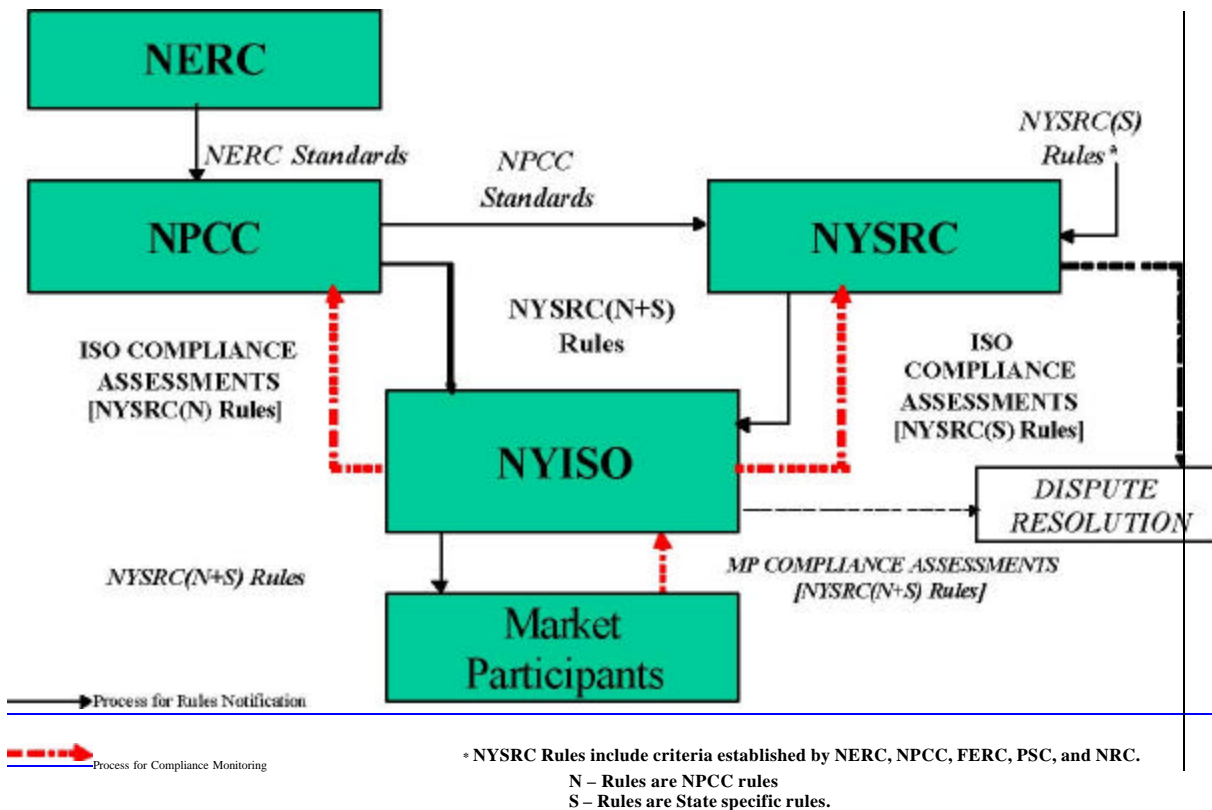 NERC
NERC Standards
NYSRC(S)
Rules*
NPCC
Standards
NPCC
NYSRC
NYSRC(N+S)
Rules
ISO COMPLIANCE
ASSESSMENTS
[NYSRC(N) Rules]
ISO
COMPLIANCE
ASSESSMENTS
[NYSRC(S) Rules]
NYISO
DISPUTE
RESOLUTION
NYSRC(N+S) Rules
MP COMPLIANCE ASSESSMENTS
[NYSRC(N+S) Rules]
Market
Participants
Process for Rules Notification
Process for Compliance Monitoring
* NYSRC Rules include criteria established by NERC, NPCC, FERC, PSC, and NRC.
N – Rules are NPCC rules
S – Rules are State specific rules.